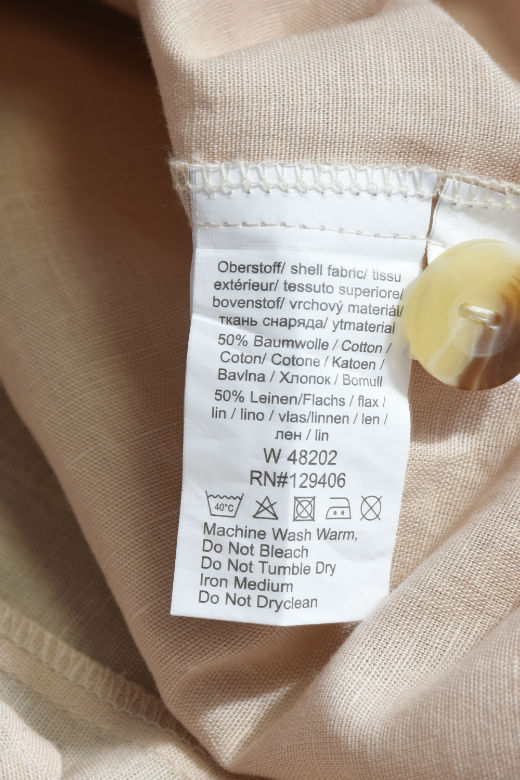 Oberstoff/ shell fabric/ tissu
extérieur/ tessuto superiore/
bovenstof/ vrchový materiál/
ткань снаряда/ ytmaterial
50% Baumwolle / Cotton /
Coton/ Cotone / Katoen /
Bavlna / Хлопок / Bomull
50% Leinen/Flachs / flax /
lin / lino / vlas/linnen / len /
лен / lin
W 48202
RN#129406
40°C
Machine Wash Warm,
Do Not Bleach
Do Not Tumble Dry
Iron Medium
Do Not Dryclean